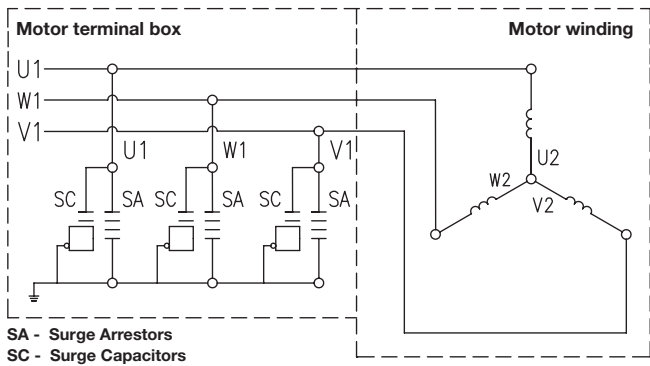 Motor terminal box
Motor winding
U1
W1
V1
U1
W1
V1
SC
SA
SC
SA
SC
SA
U2
W2
V2
SA - Surge Arrestors
SC - Surge Capacitors